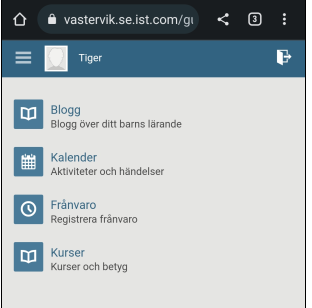 vastervik.se.ist.com/gu
3
Tiger
Blogg
Blogg över ditt barns lärande
Kalender
Aktiviteter och händelser
Frånvaro
Registrera frånvaro
Kurser
Kurser och betyg